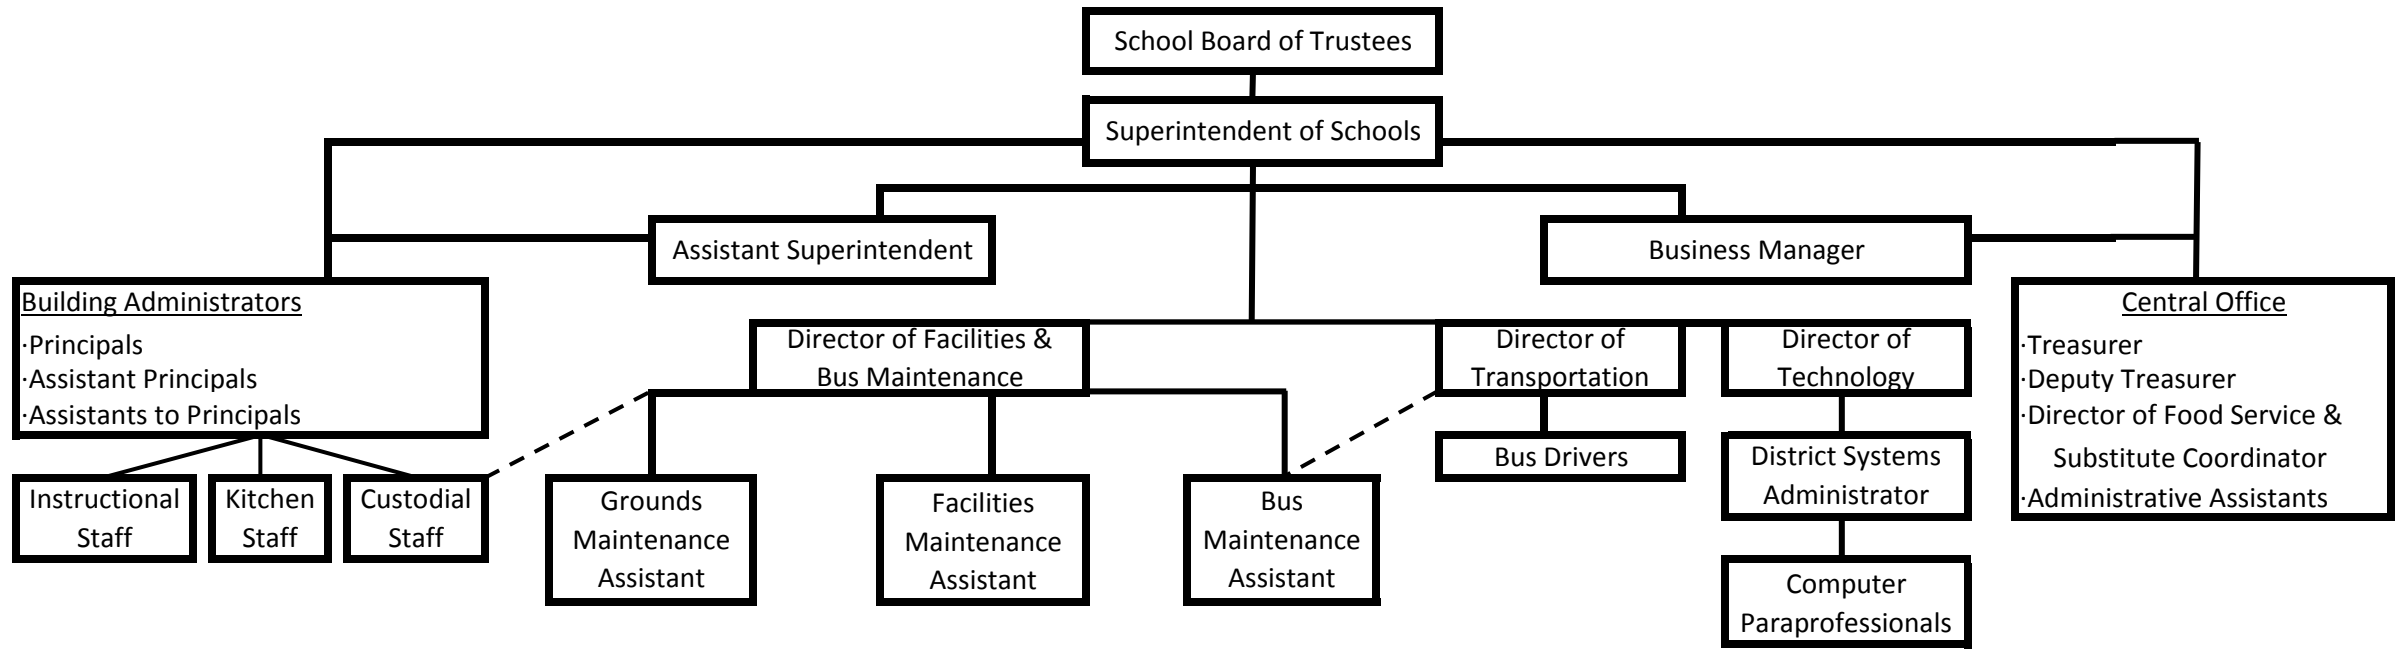 School Board of Trustees
Superintendent of Schools
Assistant Superintendent
Business Manager
Building Administrators
·Principals
·Assistant Principals
·Assistants to Principals
Director of Facilities &
Bus Maintenance
Director of
Transportation
Director of
Technology
Central Office
·Treasurer
·Deputy Treasurer
·Director of Food Service &
Substitute Coordinator
·Administrative Assistants
Instructional
Staff
Kitchen
Staff
Custodial
Staff
Grounds
Maintenance
Assistant
Facilities
Maintenance
Assistant
Bus
Maintenance
Assistant
Bus Drivers
District Systems
Administrator
Computer
Paraprofessionals